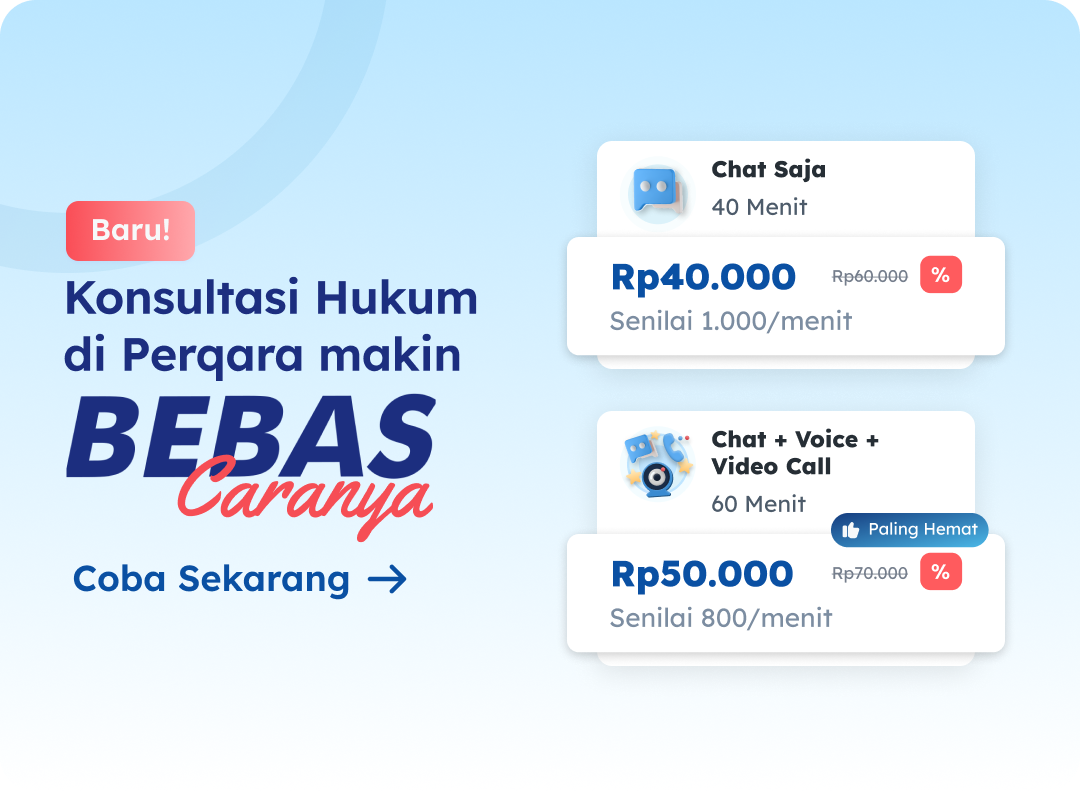 Baru!
Konsultasi Hukum
di Perqara makin
BEBAS
Caranya
Coba Sekarang
Chat Saja
40 Menit
Rp40.000 Rp60.000 %
Senilai 1.000/menit
Chat + Voice +
Video Call
60 Menit
Paling Hemat
Rp50.000 Rp70.000 %
Senilai 800/menit